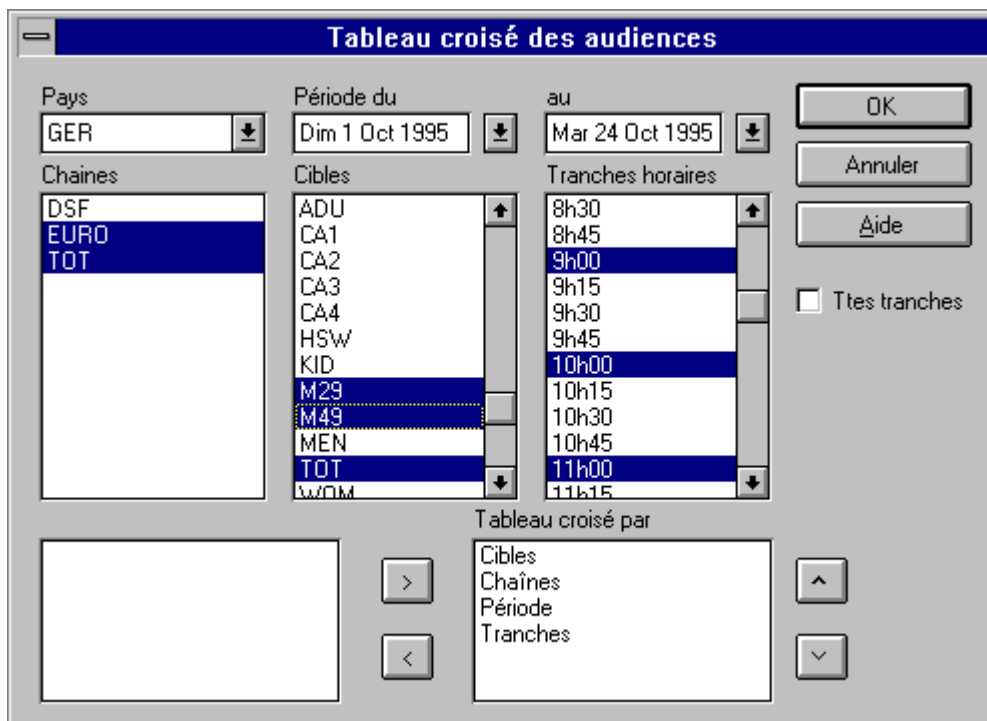 Tableau croisé des audiences
Pays
GER
Période du
Dim 1 Oct 1995
au
Mar 24 Oct 1995
OK
Annuler
Aide
Ttes tranches
Chaines
DSF
EURO
TOT
Cibles
ADU
CA1
CA2
CA3
CA4
HSW
KID
M29
M49
MEN
TOT
WOM
Tranches horaires
8h30
8h45
9h00
9h15
9h30
9h45
10h00
10h15
10h30
10h45
11h00
11h15
>
<
Tableau croisé par
Cibles
Chaînes
Période
Tranches